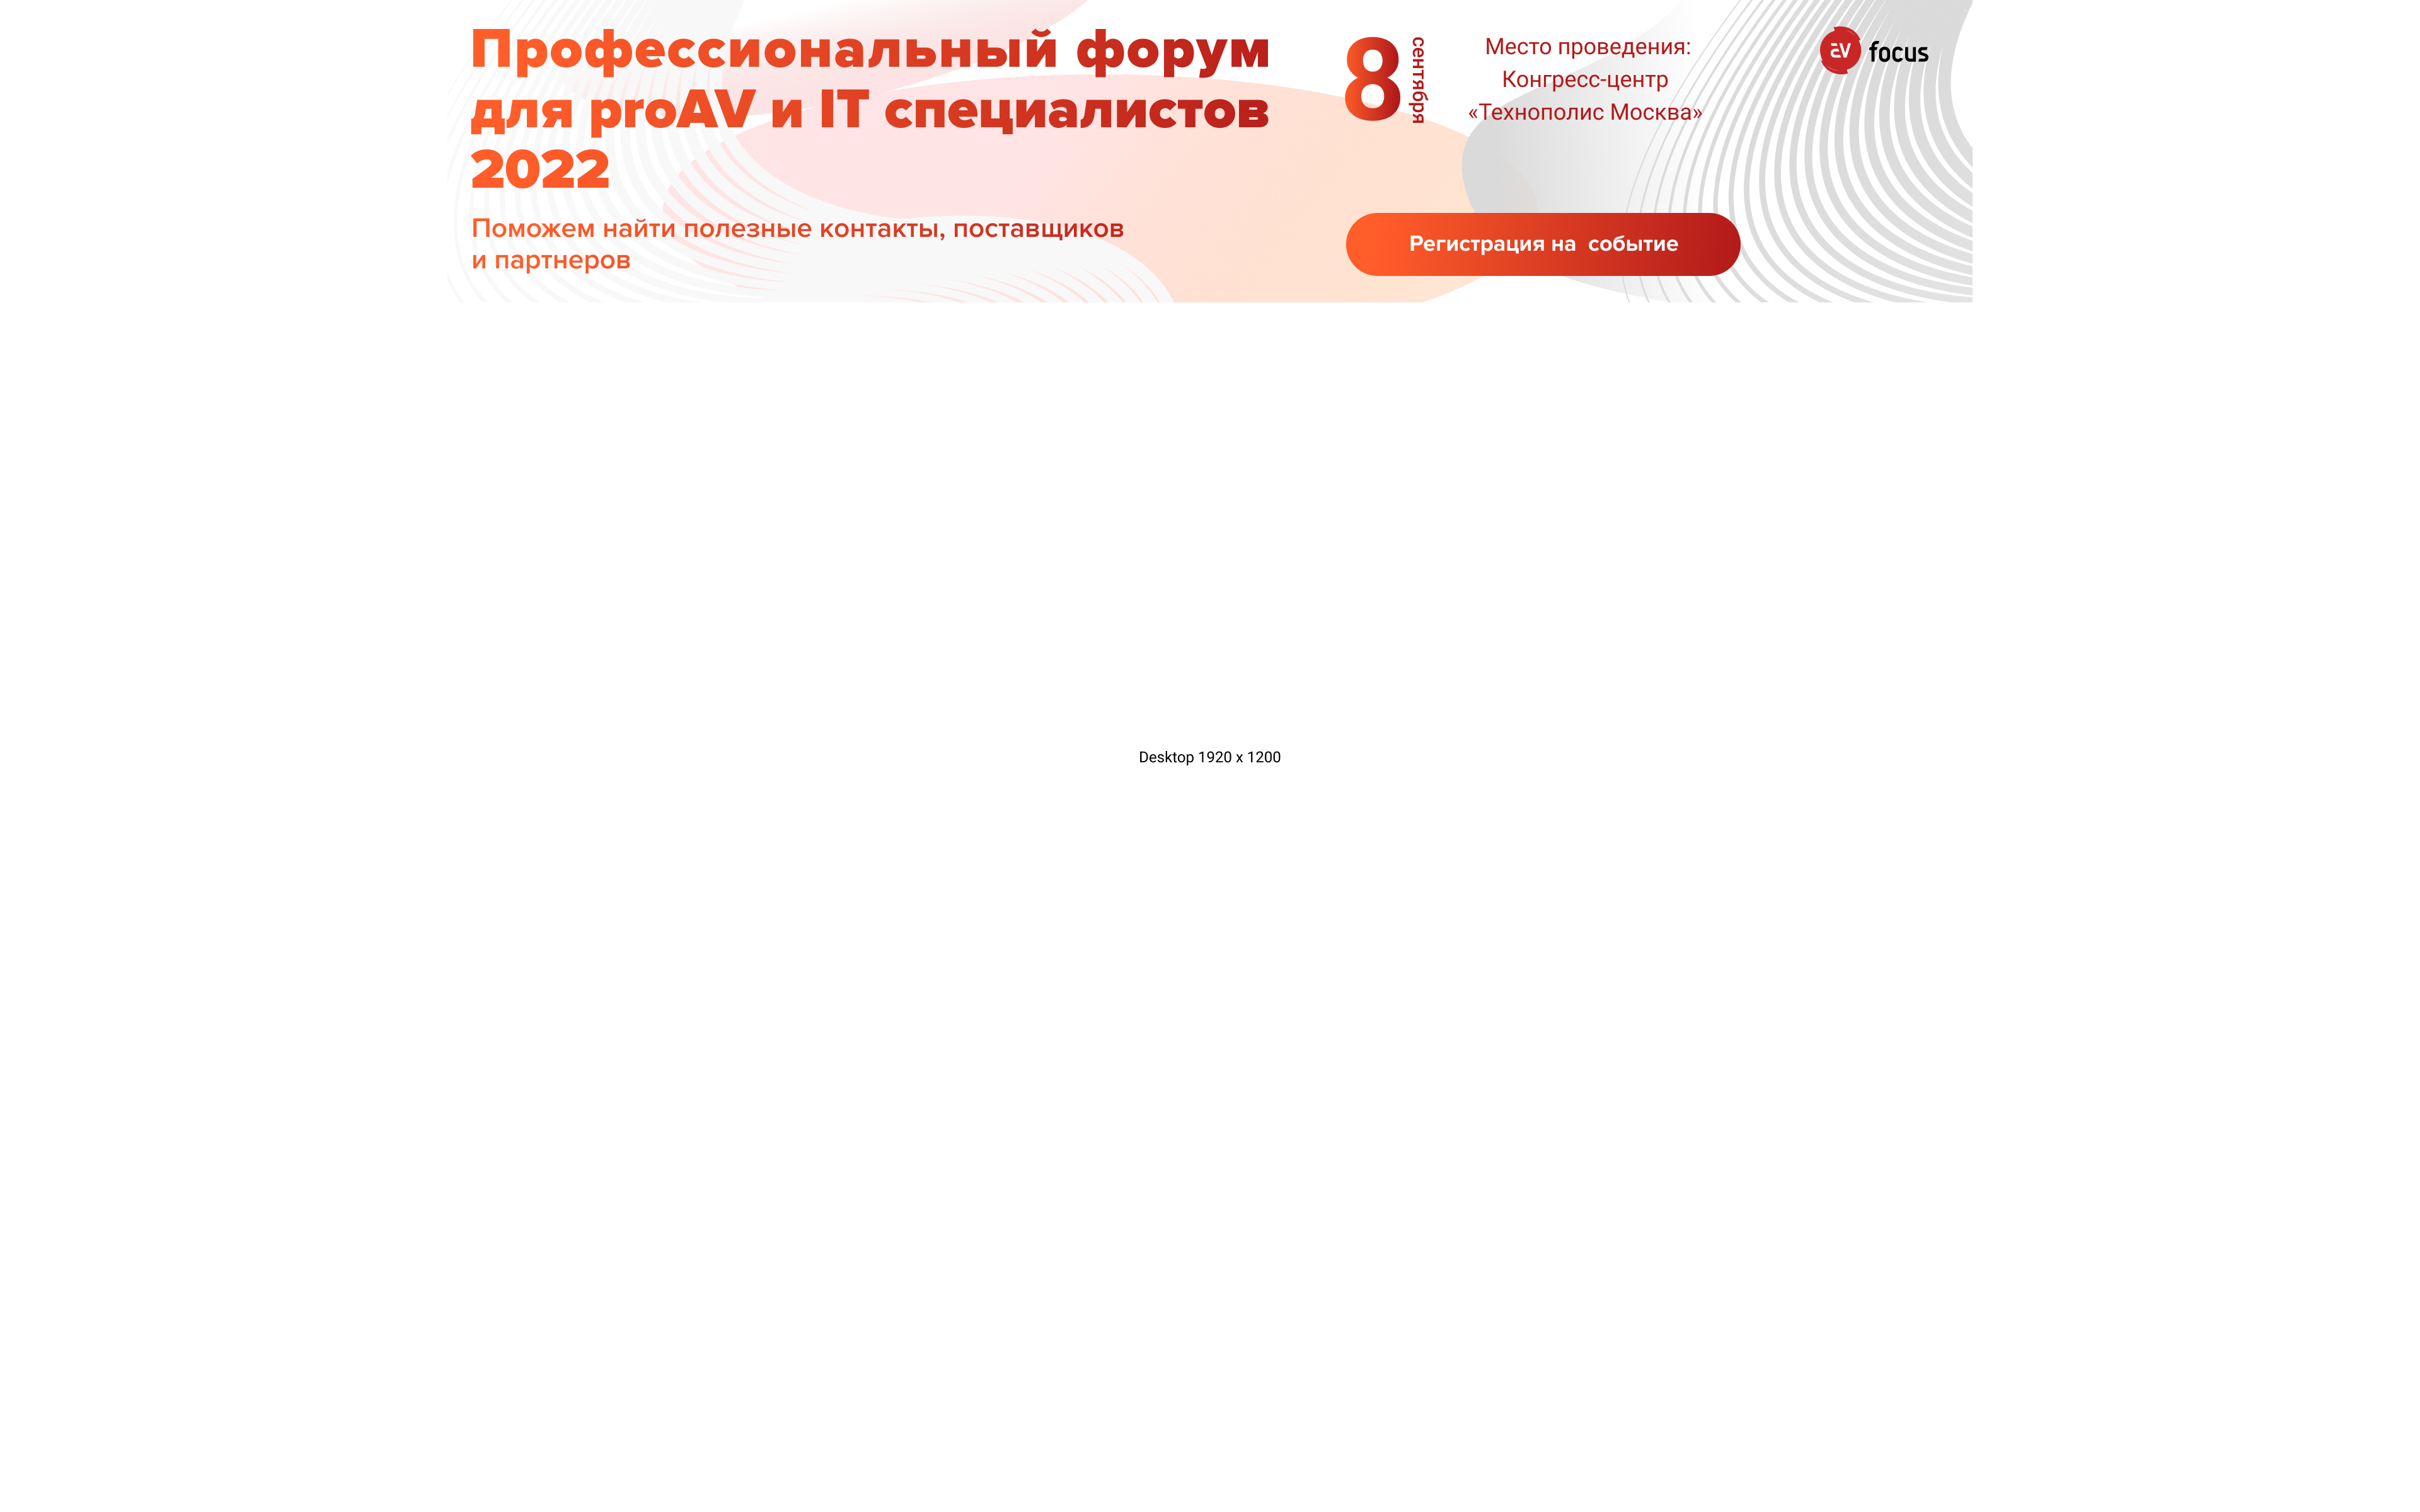 Профессиональный форум
для proAV и IT специалистов
2022
Поможем найти полезные контакты, поставщиков
и партнеров
8
сентября
Место проведения:
Конгресс-центр
«Технополис Москва»
Регистрация на событие
AV focus
Desktop 1920 x 1200